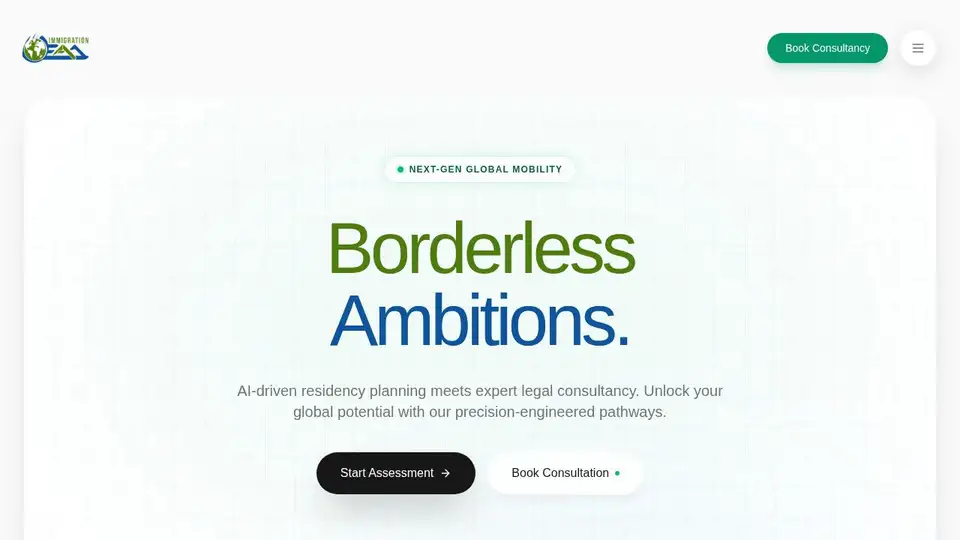 IMMIGRATION
Book Consultancy
NEXT-GEN GLOBAL MOBILITY
Borderless
Ambitions.
AI-driven residency planning meets expert legal consultancy. Unlock your
global potential with our precision-engineered pathways.
Start Assessment
Book Consultation